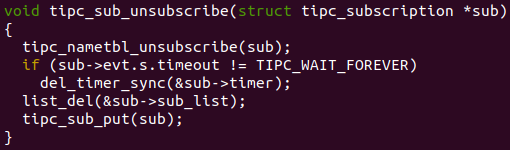 void tipc_sub_unsubscribe(struct tipc_subscription *sub)
{
  tipc_nametbl_unsubscribe(sub);
  if (sub->evt.s.timeout != TIPC_WAIT_FOREVER)
    del_timer_sync(&sub->timer);
  list_del(&sub->sub_list);
  tipc_sub_put(sub);
}